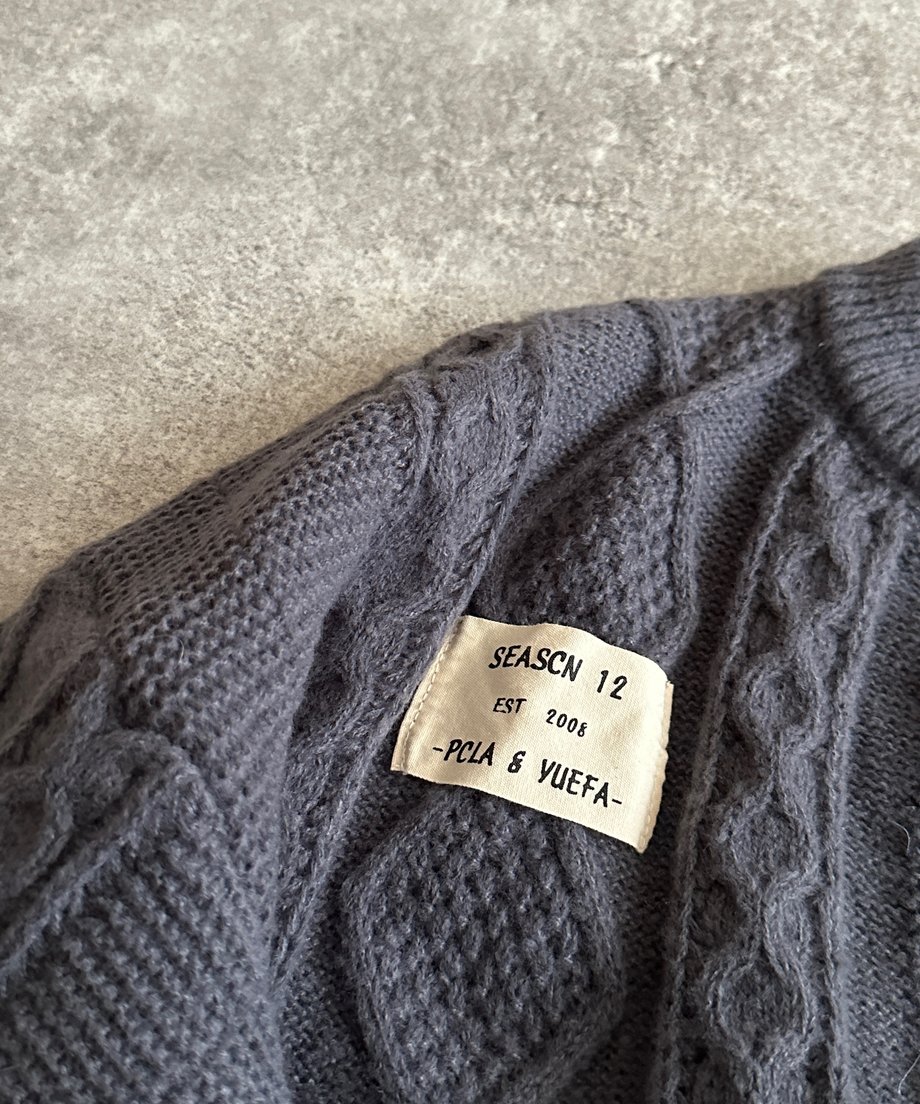 SEASCN 12
EST 2008
-PCLA & YUEFA-